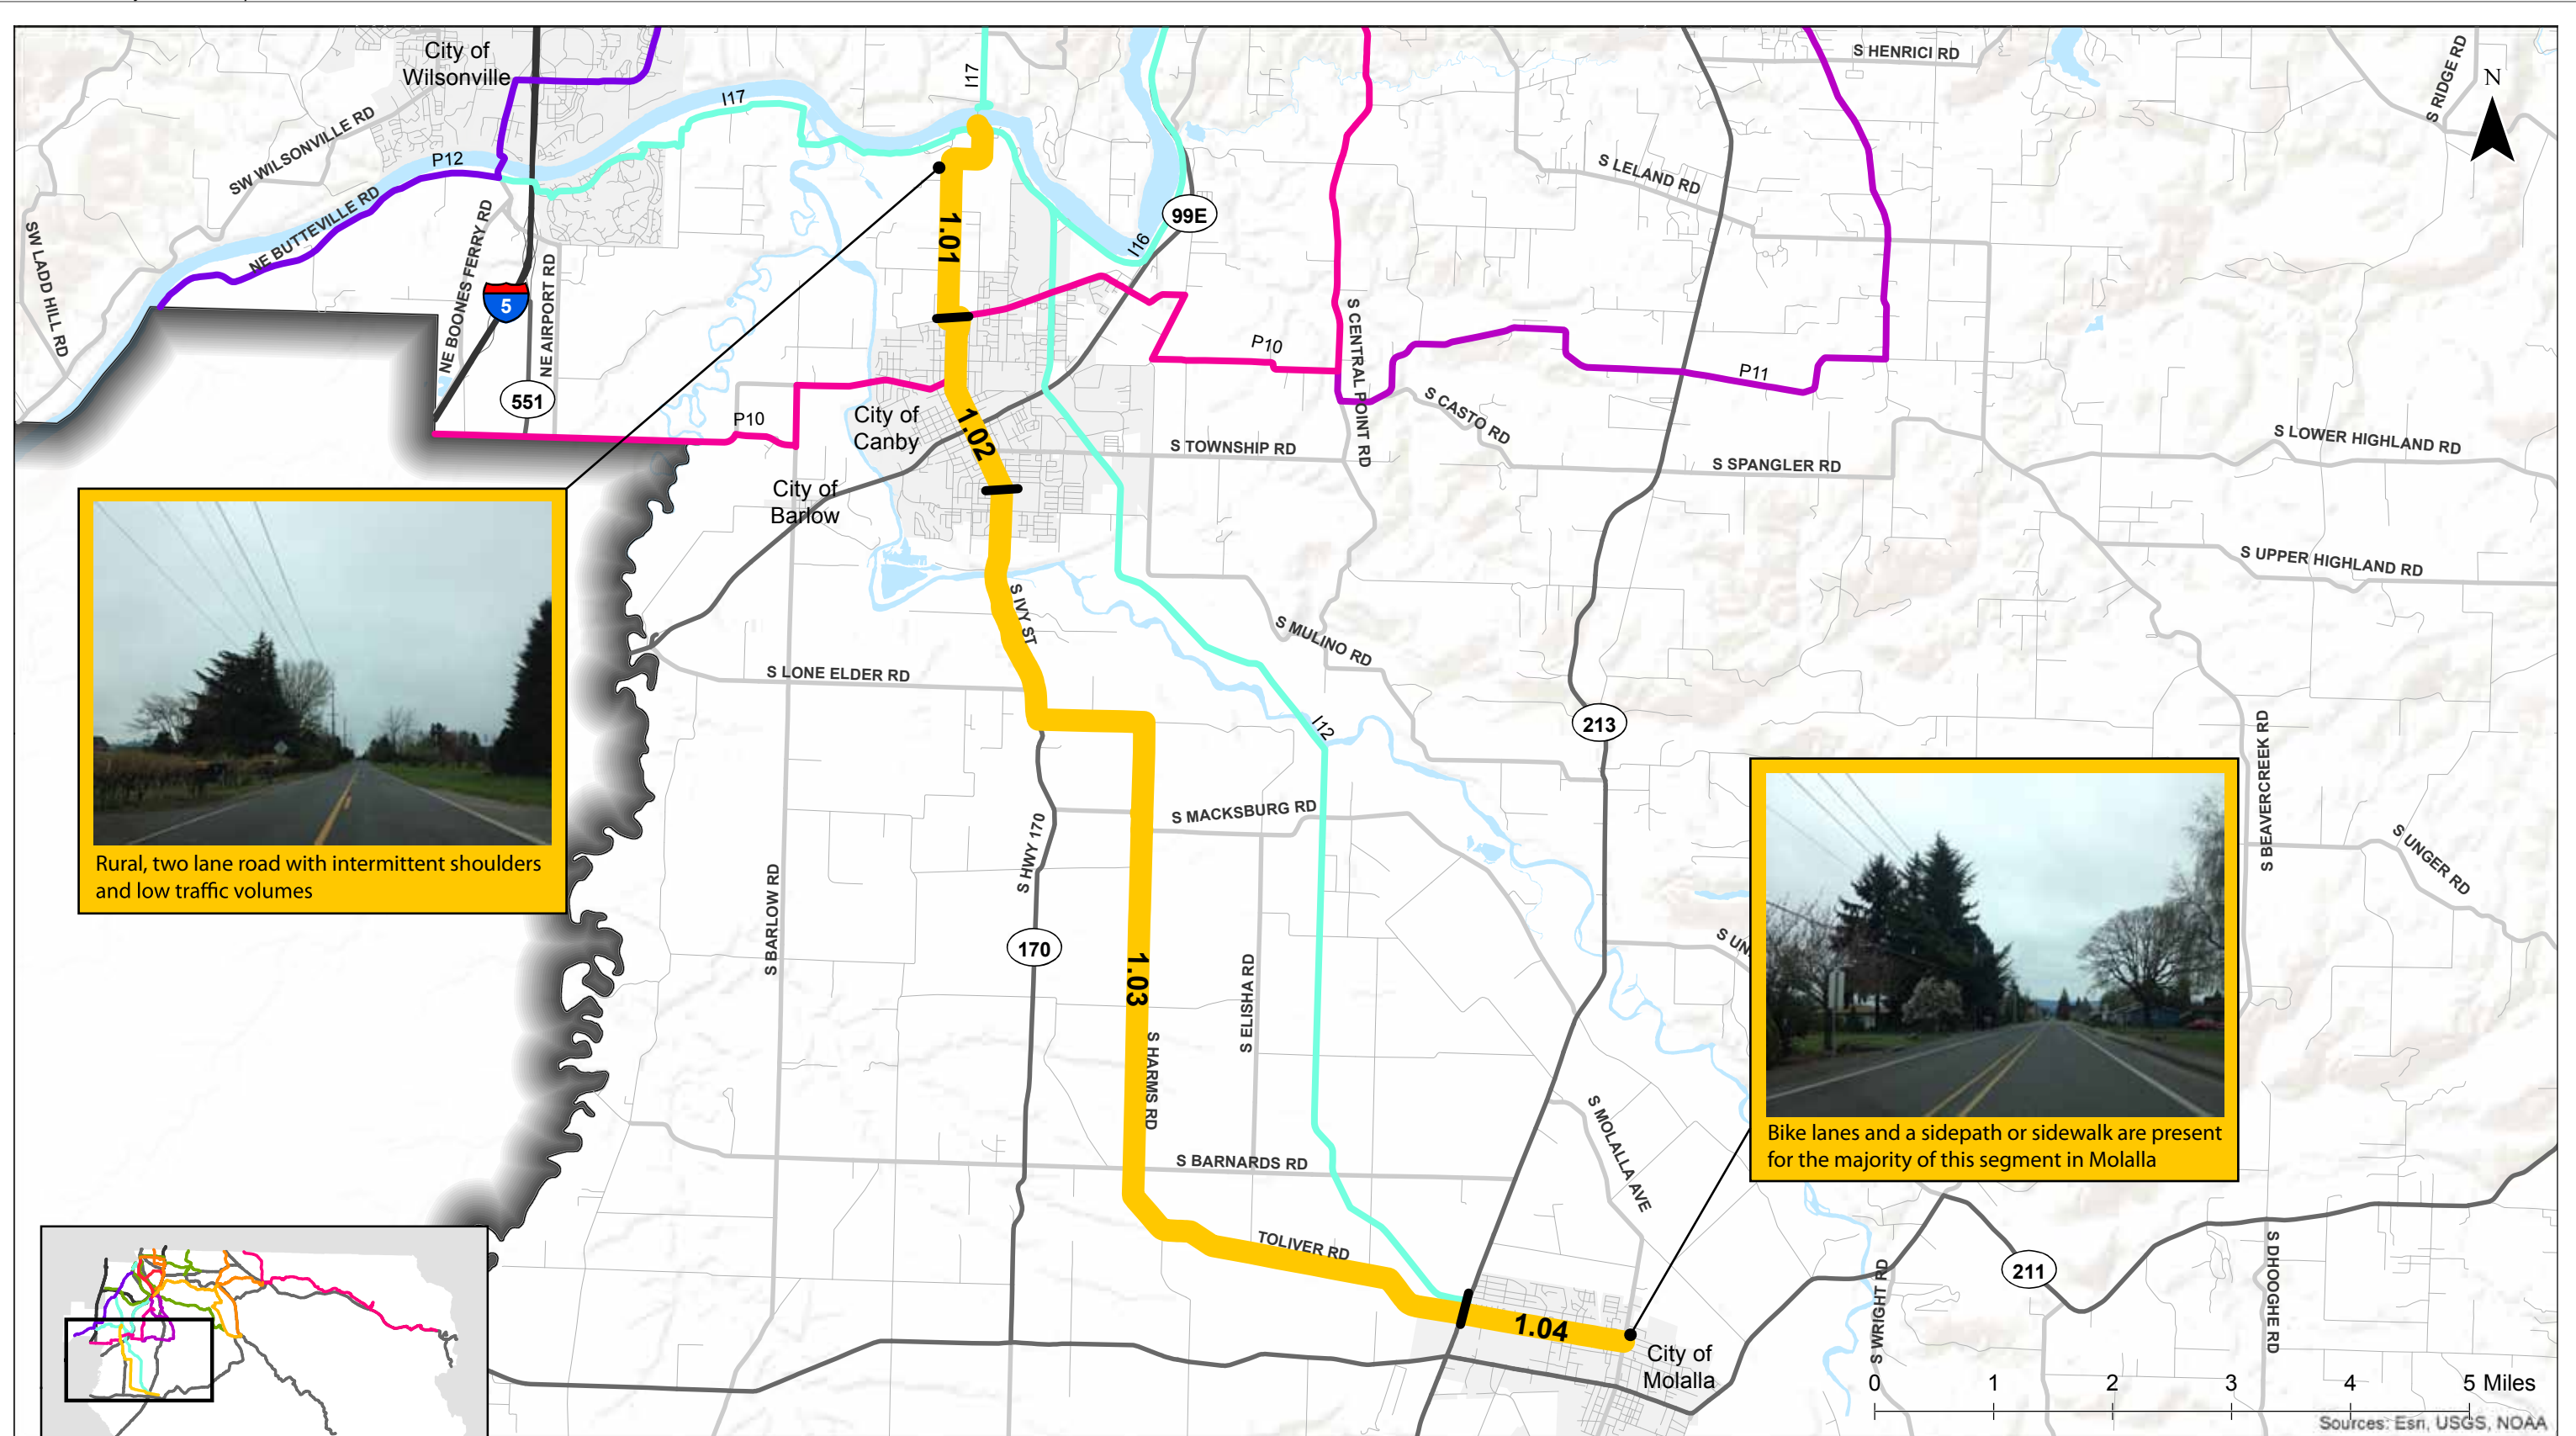 City of
Wilsonville
I17
I17
S HENRICI RD
S RIDGE RD
N
SW WILSONVILLE RD
P12
NE BUTTEVILLE RD
SW LADD HILL RD
NE BOONES FERRY RD
NE AIRPORT RD
5
551
1.01
99E
I16
S LELAND RD
S CENTRAL POINT RD
P10
P11
P10
City of
Canby
1.02
S CASTO RD
S TOWNSHIP RD
S SPANGLER RD
S LOWER HIGHLAND RD
City of
Barlow
S UPPER HIGHLAND RD
S IVY ST
S MULINO RD
S LONE ELDER RD
I12
213
S BEAVERCREEK RD
S MACKSBURG RD
S HWY 170
S UNGER RD
Rural, two lane road with intermittent shoulders
and low traffic volumes
S BARLOW RD
170
1.03
S ELISHA RD
S UN
S HARMS RD
S MOLALLA AVE
Bike lanes and a sidepath or sidewalk are present
for the majority of this segment in Molalla
S BARNARDS RD
TOLIVER RD
211
S WRIGHT RD
S DHOOGHE RD
1.04
City of
Molalla
0 1 2 3 4 5 Miles
Sources: Esri, USGS, NOAA